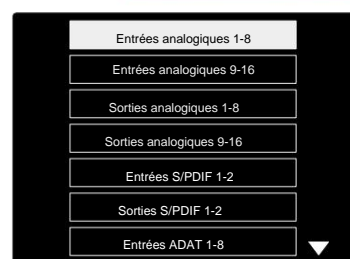 Entrées analogiques 1-8
Entrées analogiques 9-16
Sorties analogiques 1-8
Sorties analogiques 9-16
Entrées S/PDIF 1-2
Sorties S/PDIF 1-2
Entrées ADAT 1-8